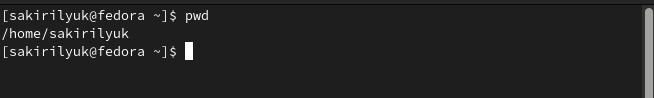 [sakirilyuk@fedora ~]$ pwd
/home/sakirilyuk
[sakirilyuk@fedora ~]$